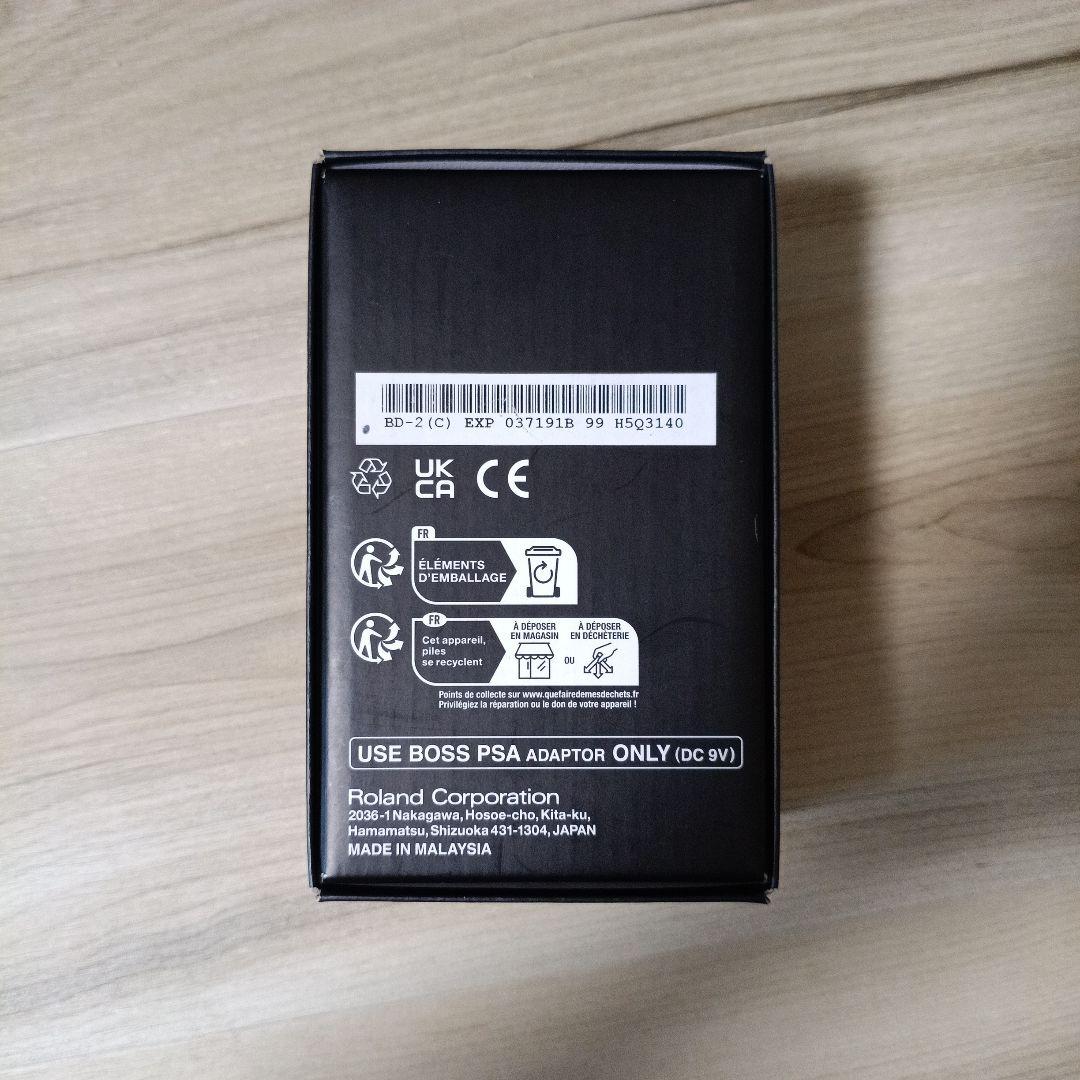 BD-2(C) EXP 037191B 99 H5Q3140
UK
CA CE
FR
ÉLÉMENTS
D'EMBALLAGE
FR
Cet appareil,
piles
se recyclent
À DÉPOSER
EN MAGASIN
OU
À DÉPOSER
EN DÉCHÈTERIE
Points de collecte sur www.quefairedemesdechets.fr
Privilégiez la réparation ou le don de votre appareil !
USE BOSS PSA ADAPTOR ONLY (DC 9V)
Roland Corporation
2036-1 Nakagawa, Hosoe-cho, Kita-ku,
Hamamatsu, Shizuoka 431-1304, JAPAN
MADE IN MALAYSIA